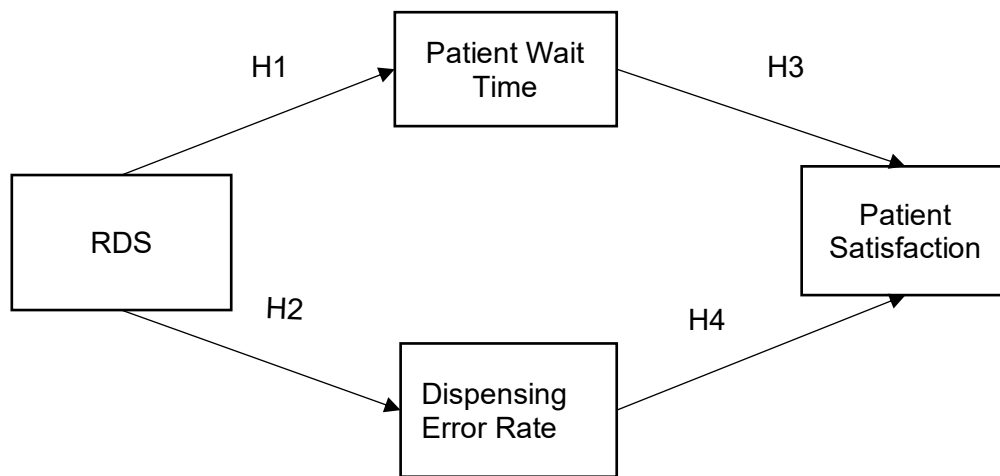 H1
Patient Wait
Time
H3
RDS
Patient
Satisfaction
H2
H4
Dispensing
Error Rate